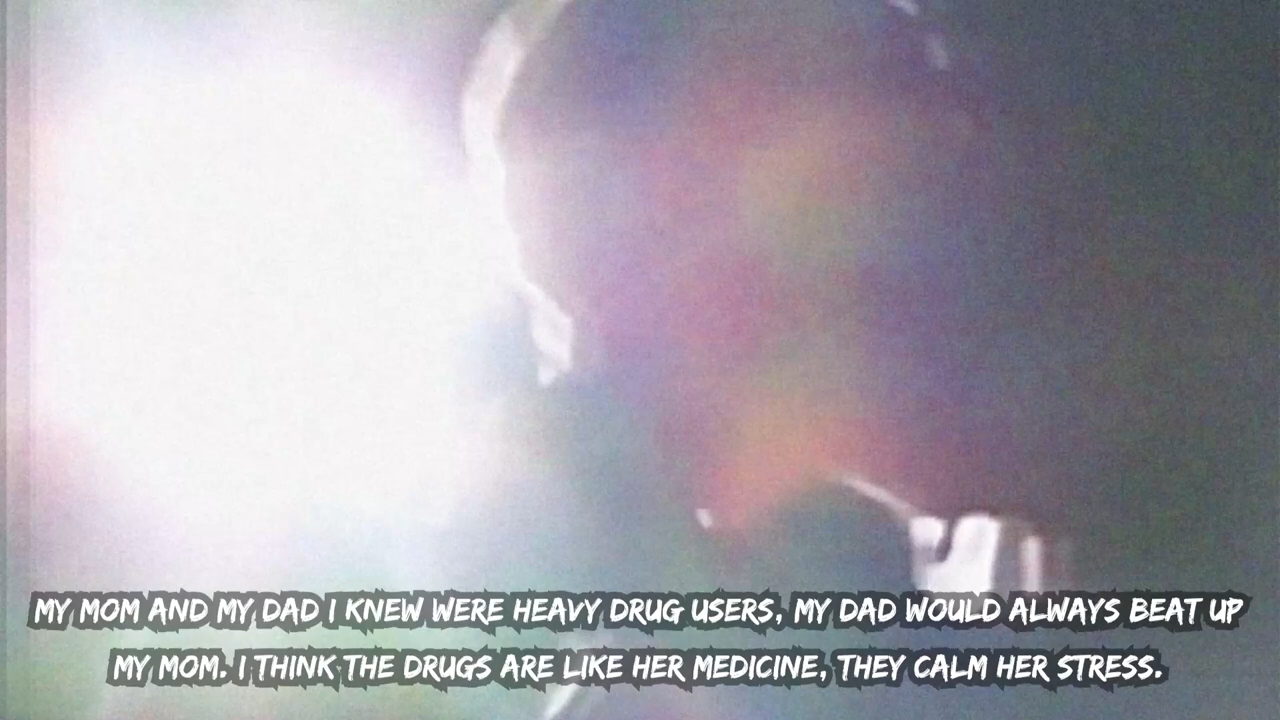 MY MOM AND MY DAD I KNEW WERE HEAVY DRUG USERS, MY DAD WOULD ALWAYS BEAT UP
MY MOM. I THINK THE DRUGS ARE LIKE HER MEDICINE, THEY CALM HER STRESS.